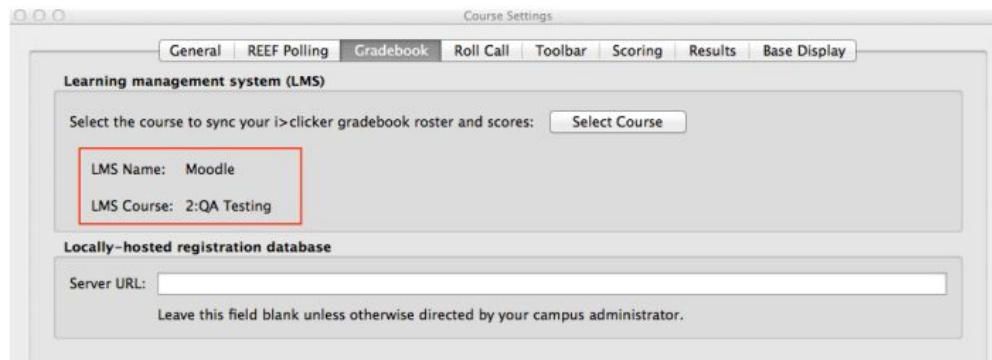 Course Settings
General REEF Polling Gradebook Roll Call Toolbar Scoring Results Base Display
Learning management system (LMS)
Select the course to sync your i>clicker gradebook roster and scores: Select Course
LMS Name: Moodle
LMS Course: 2:QA Testing
Locally-hosted registration database
Server URL:
Leave this field blank unless otherwise directed by your campus administrator.